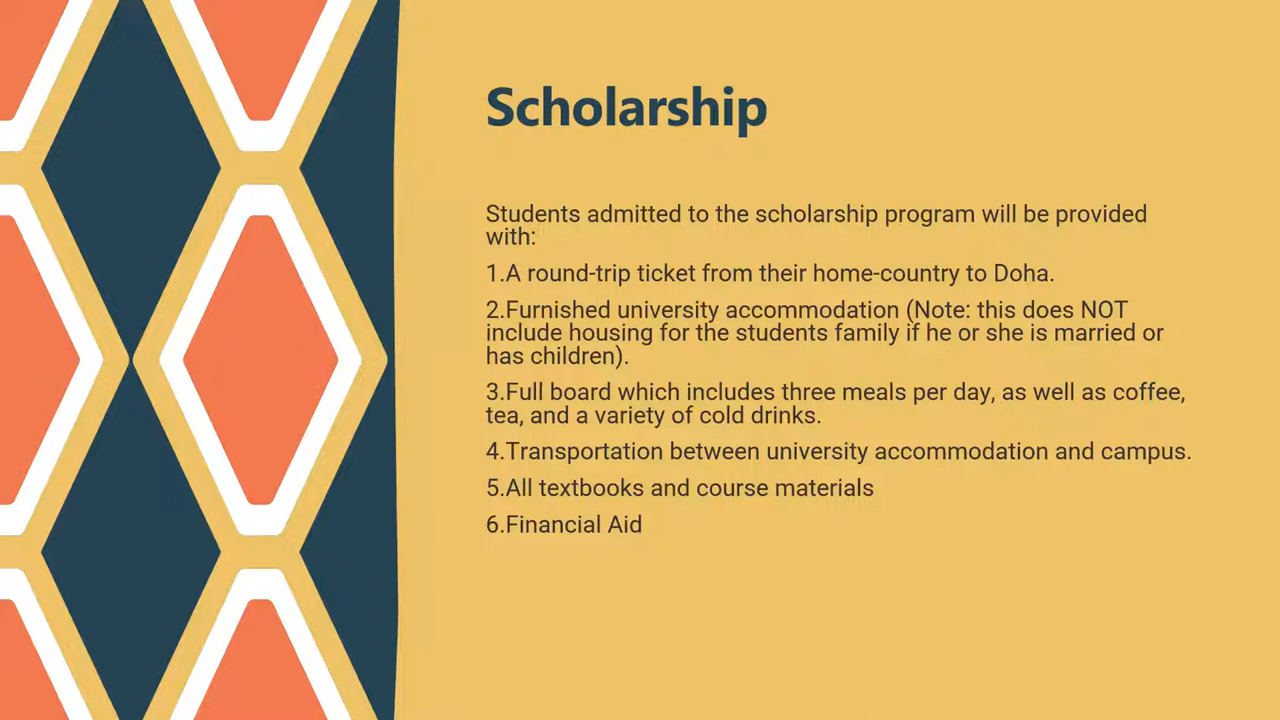 Scholarship
Students admitted to the scholarship program will be provided
with:
1.A round-trip ticket from their home-country to Doha.
2.Furnished university accommodation (Note: this does NOT
include housing for the students family if he or she is married or
has children).
3.Full board which includes three meals per day, as well as coffee,
tea, and a variety of cold drinks.
4.Transportation between university accommodation and campus.
5.All textbooks and course materials
6.Financial Aid